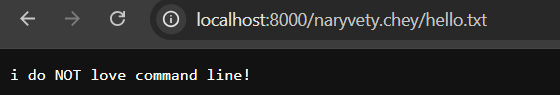 localhost:8000/naryvety.chey/hello.txt
i do NOT love command line!